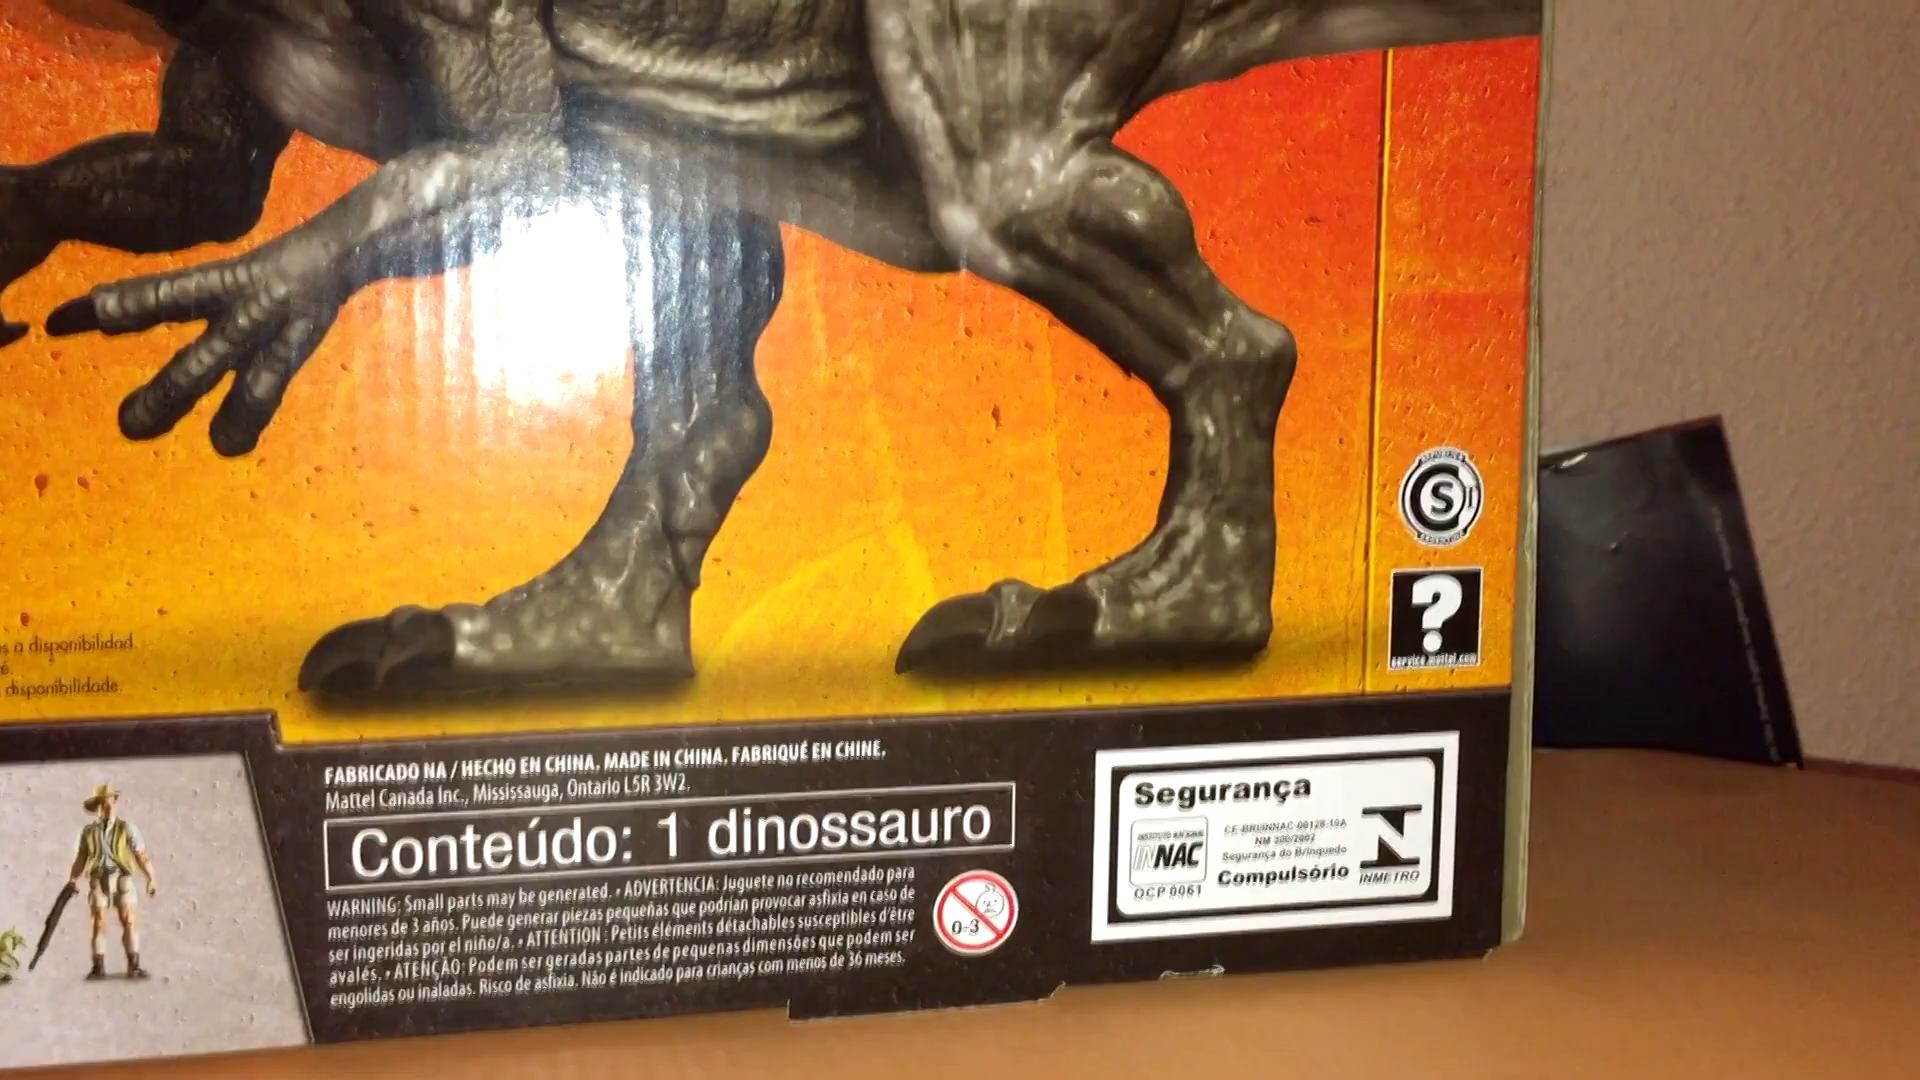 s a disponibilidad.
é.
disponibilidade.
S
?
service.mattel.com
FABRICADO NA / HECHO EN CHINA. MADE IN CHINA. FABRIQUÉ EN CHINE.
Mattel Canada Inc., Mississauga, Ontario L5R 3W2.
Conteúdo: 1 dinossauro
WARNING: Small parts may be generated. • ADVERTENCIA: Juguete no recomendado para
menores de 3 años. Puede generar piezas pequeñas que podrían provocar asfixia en caso de
ser ingeridas por el niño/a. • ATTENTION : Petits éléments détachables susceptibles d'être
avalés. • ATENÇÃO: Podem ser geradas partes de pequenas dimensões que podem ser
engolidas ou inaladas. Risco de asfixia. Não é indicado para crianças com menos de 36 meses.
0-3
Segurança
INNAC
OCP 0061
NM 300/2002
Segurança do Brinquedo
Compulsório
INMETRO